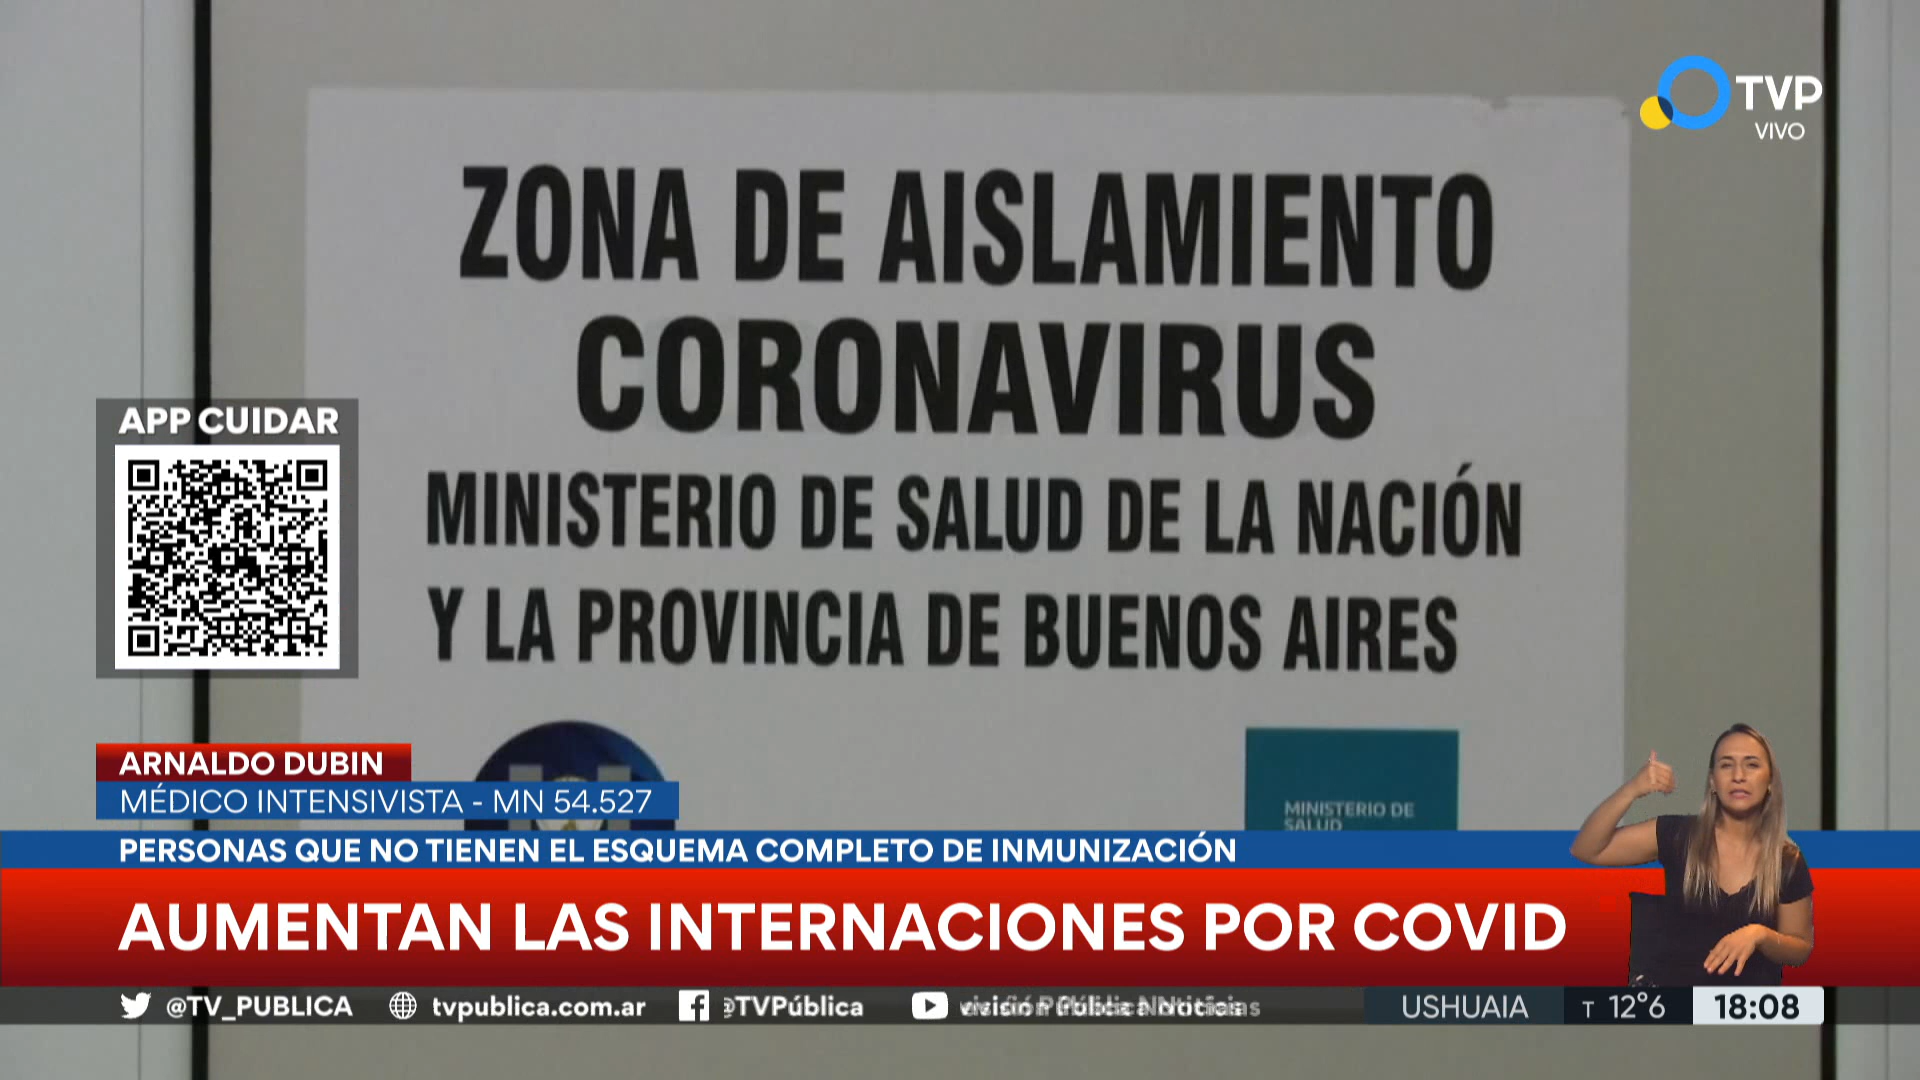 TVP
VIVO
ZONA DE AISLAMIENTO
CORONAVIRUS
MINISTERIO DE SALUD DE LA NACIÓN
Y LA PROVINCIA DE BUENOS AIRES
APP CUIDAR
MINISTERIO DE
SALUD
ARNALDO DUBIN
MÉDICO INTENSIVISTA - MN 54.527
PERSONAS QUE NO TIENEN EL ESQUEMA COMPLETO DE INMUNIZACIÓN
AUMENTAN LAS INTERNACIONES POR COVID
@TV_PUBLICA tvpublica.com.ar @TVPública
USHUAIA T 12°6 18:08